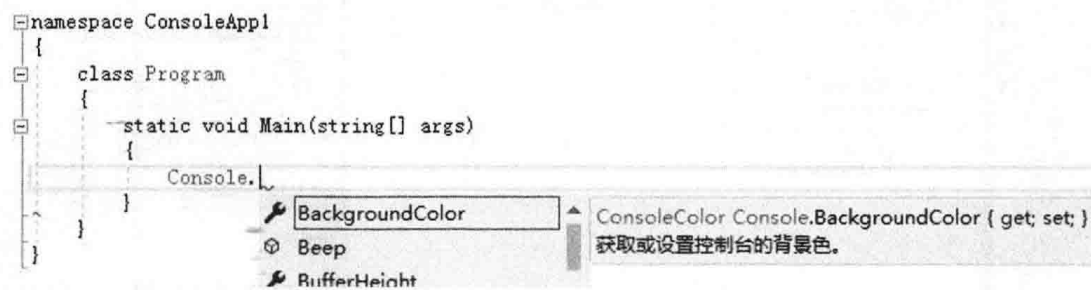 namespace ConsoleApp1
{
class Program
{
static void Main(string[] args)
{
Console.
}
}
}
BackgroundColor
Beep
BufferHeight
ConsoleColor Console.BackgroundColor { get; set; }
获取或设置控制台的背景色。